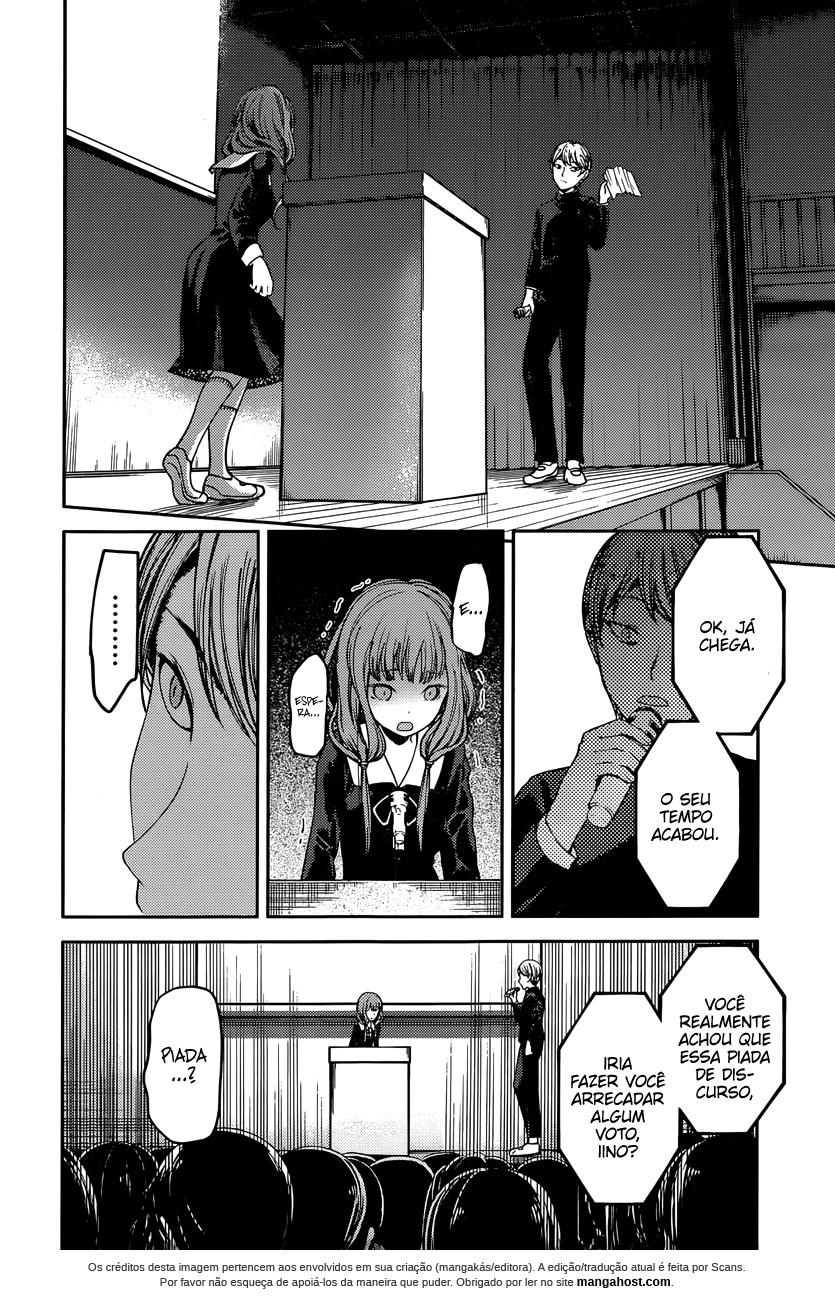 OK, JÁ
CHEGA.
O SEU
TEMPO
ACABOU.
E...
ESPE-
RA...
.........
VOCÊ
REALMENTE
ACHOU QUE
ESSA PIADA
DE DIS-
CURSO,
IRIA
FAZER VOCÊ
ARRECADAR
ALGUM
VOTO,
IINO?
PIADA
...?
Os créditos desta imagem pertencem aos envolvidos em sua criação (mangakás/editora). A edição/tradução atual é feita por Scans.
Por favor não esqueça de apoiá-los da maneira que puder. Obrigado por ler no site mangahost.com.